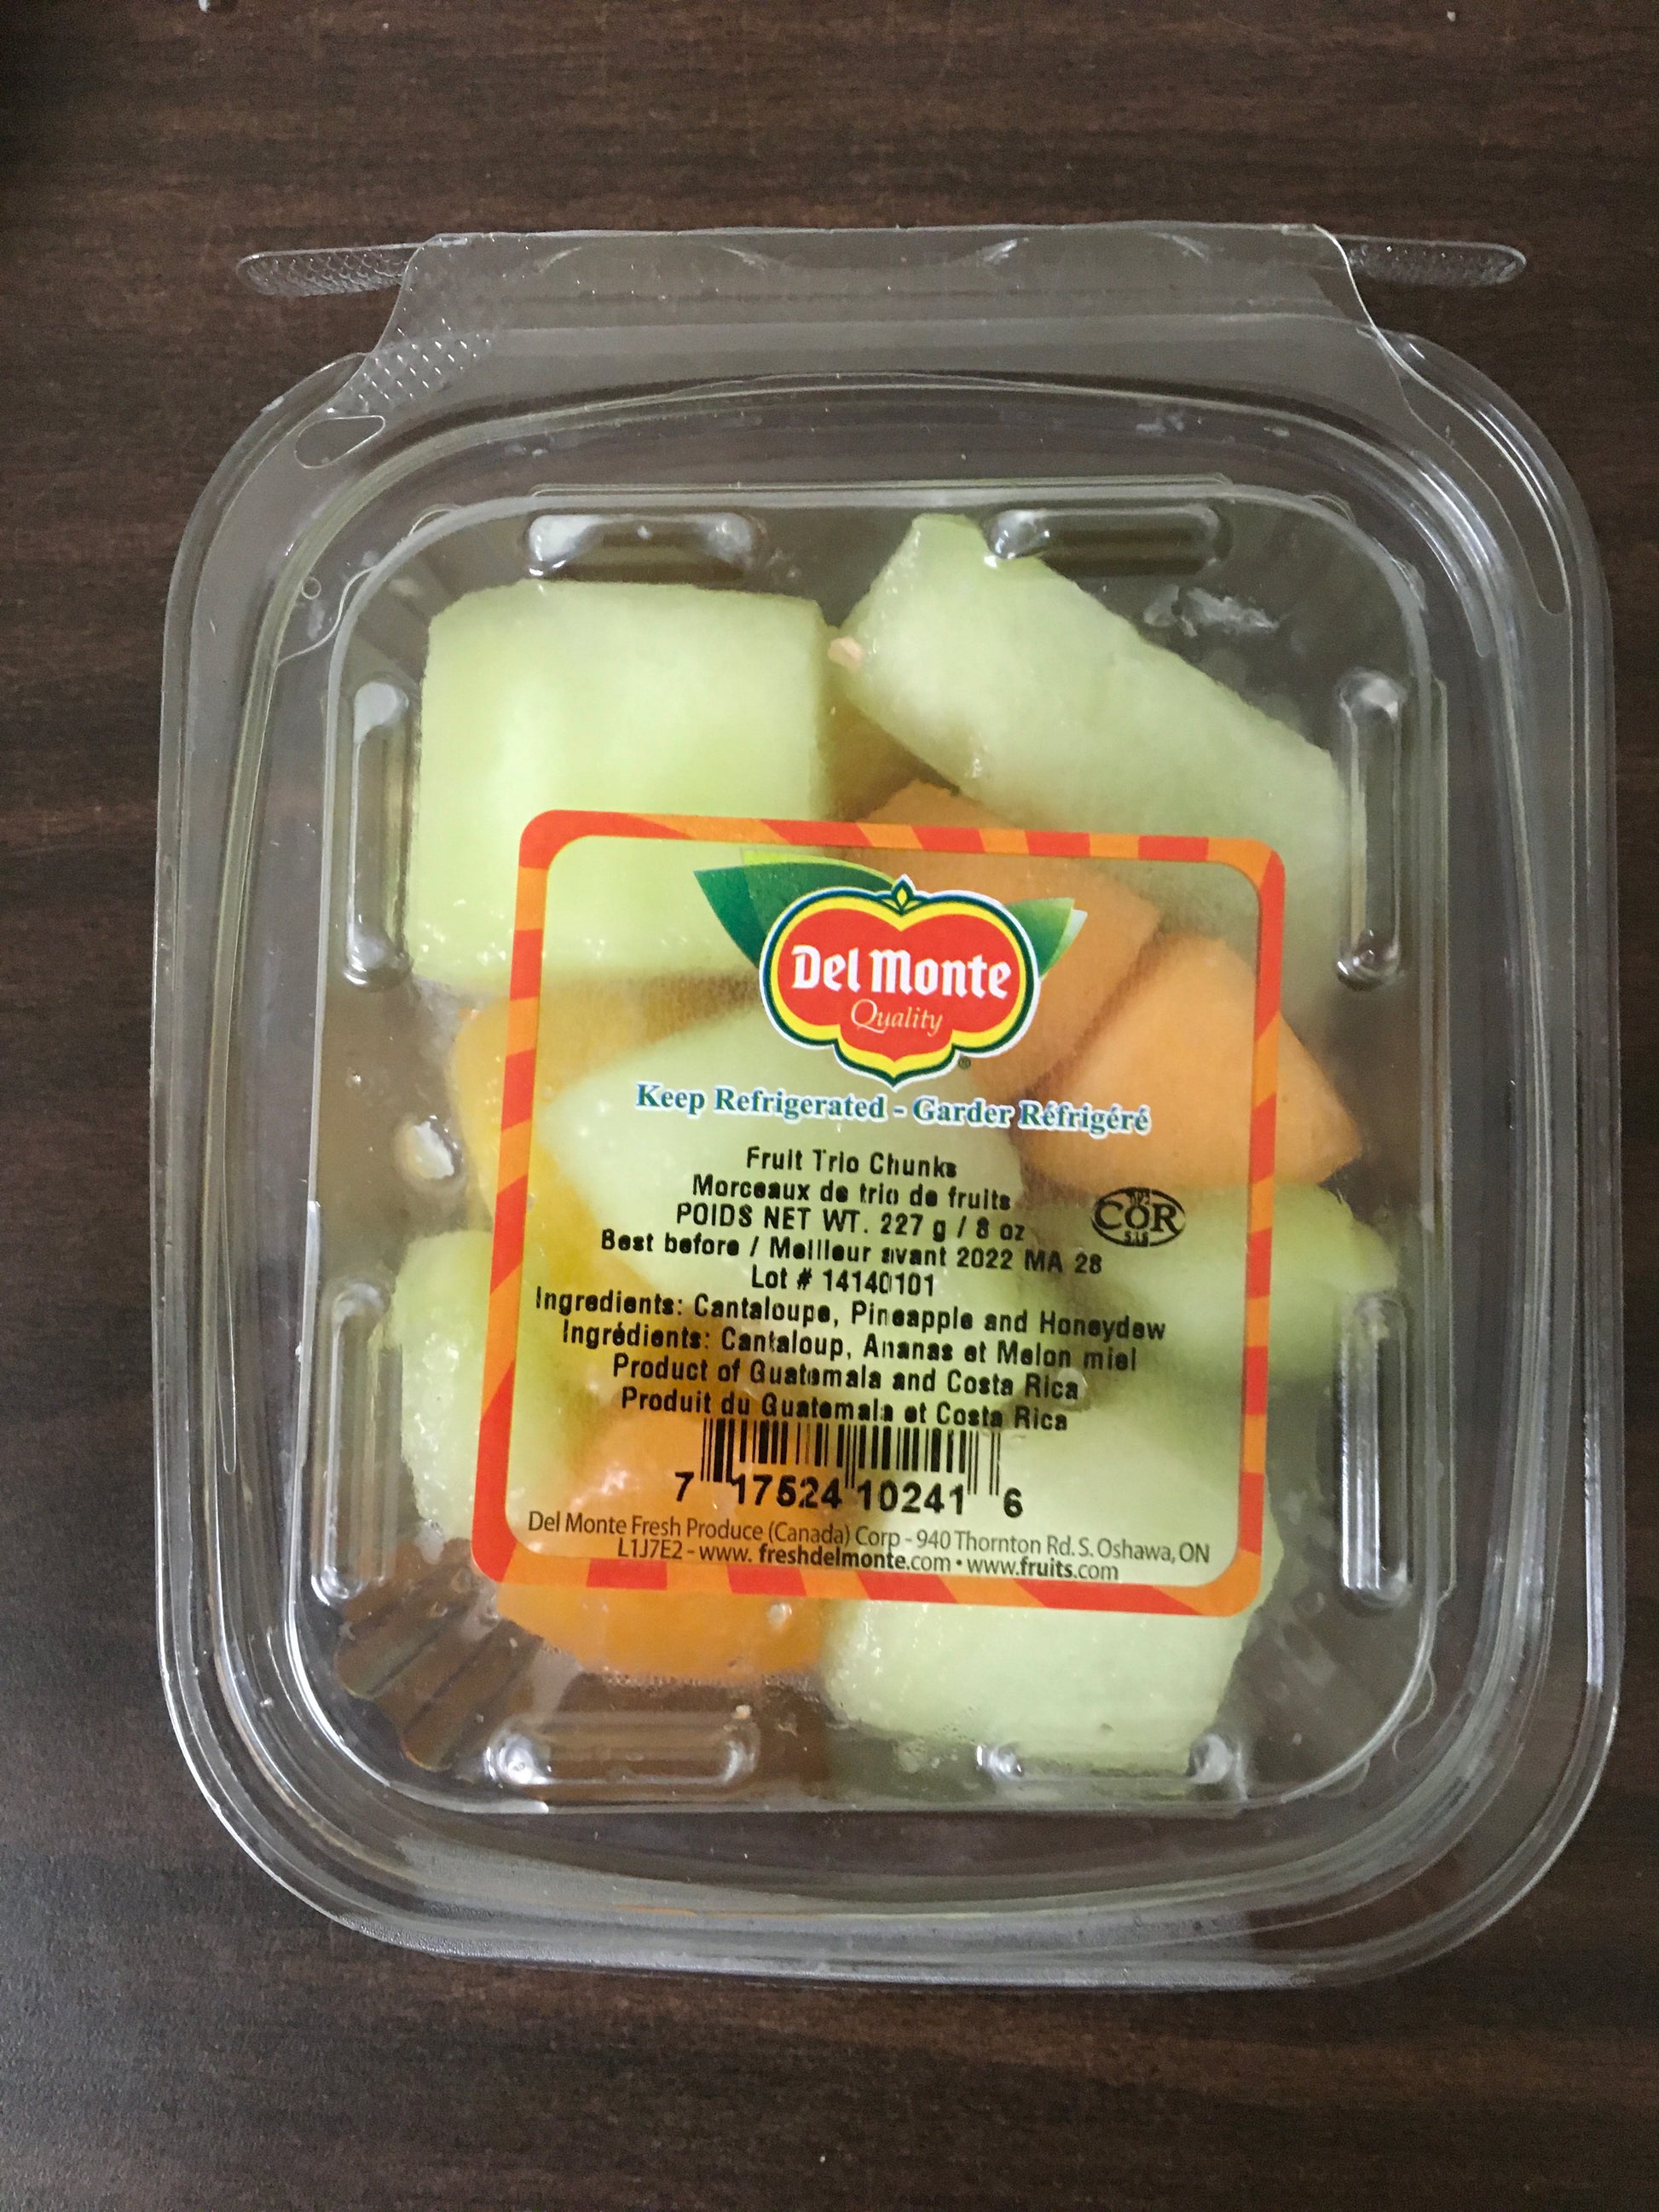 Del Monte
Quality
®
Keep Refrigerated - Garder Réfrigéré
Fruit Trio Chunks
Morceaux de trio de fruits
POIDS NET WT. 227 g / 8 oz
COR
Best before / Meilleur avant 2022 MA 28
Lot # 14140101
Ingredients: Cantaloupe, Pineapple and Honeydew
Ingrédients: Cantaloup, Ananas et Melon miel
Product of Guatemala and Costa Rica
Produit du Guatemala et Costa Rica
7 17524 10241 6
Del Monte Fresh Produce (Canada) Corp - 940 Thornton Rd. S. Oshawa, ON
L1J7E2 - www. freshdelmonte.com • www.fruits.com